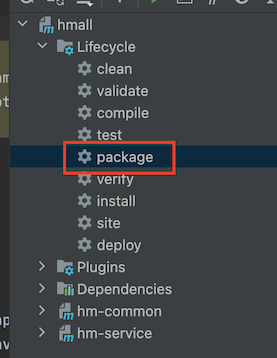 hmall
Lifecycle
clean
validate
compile
test
package
verify
install
site
deploy
Plugins
Dependencies
hm-common
hm-service